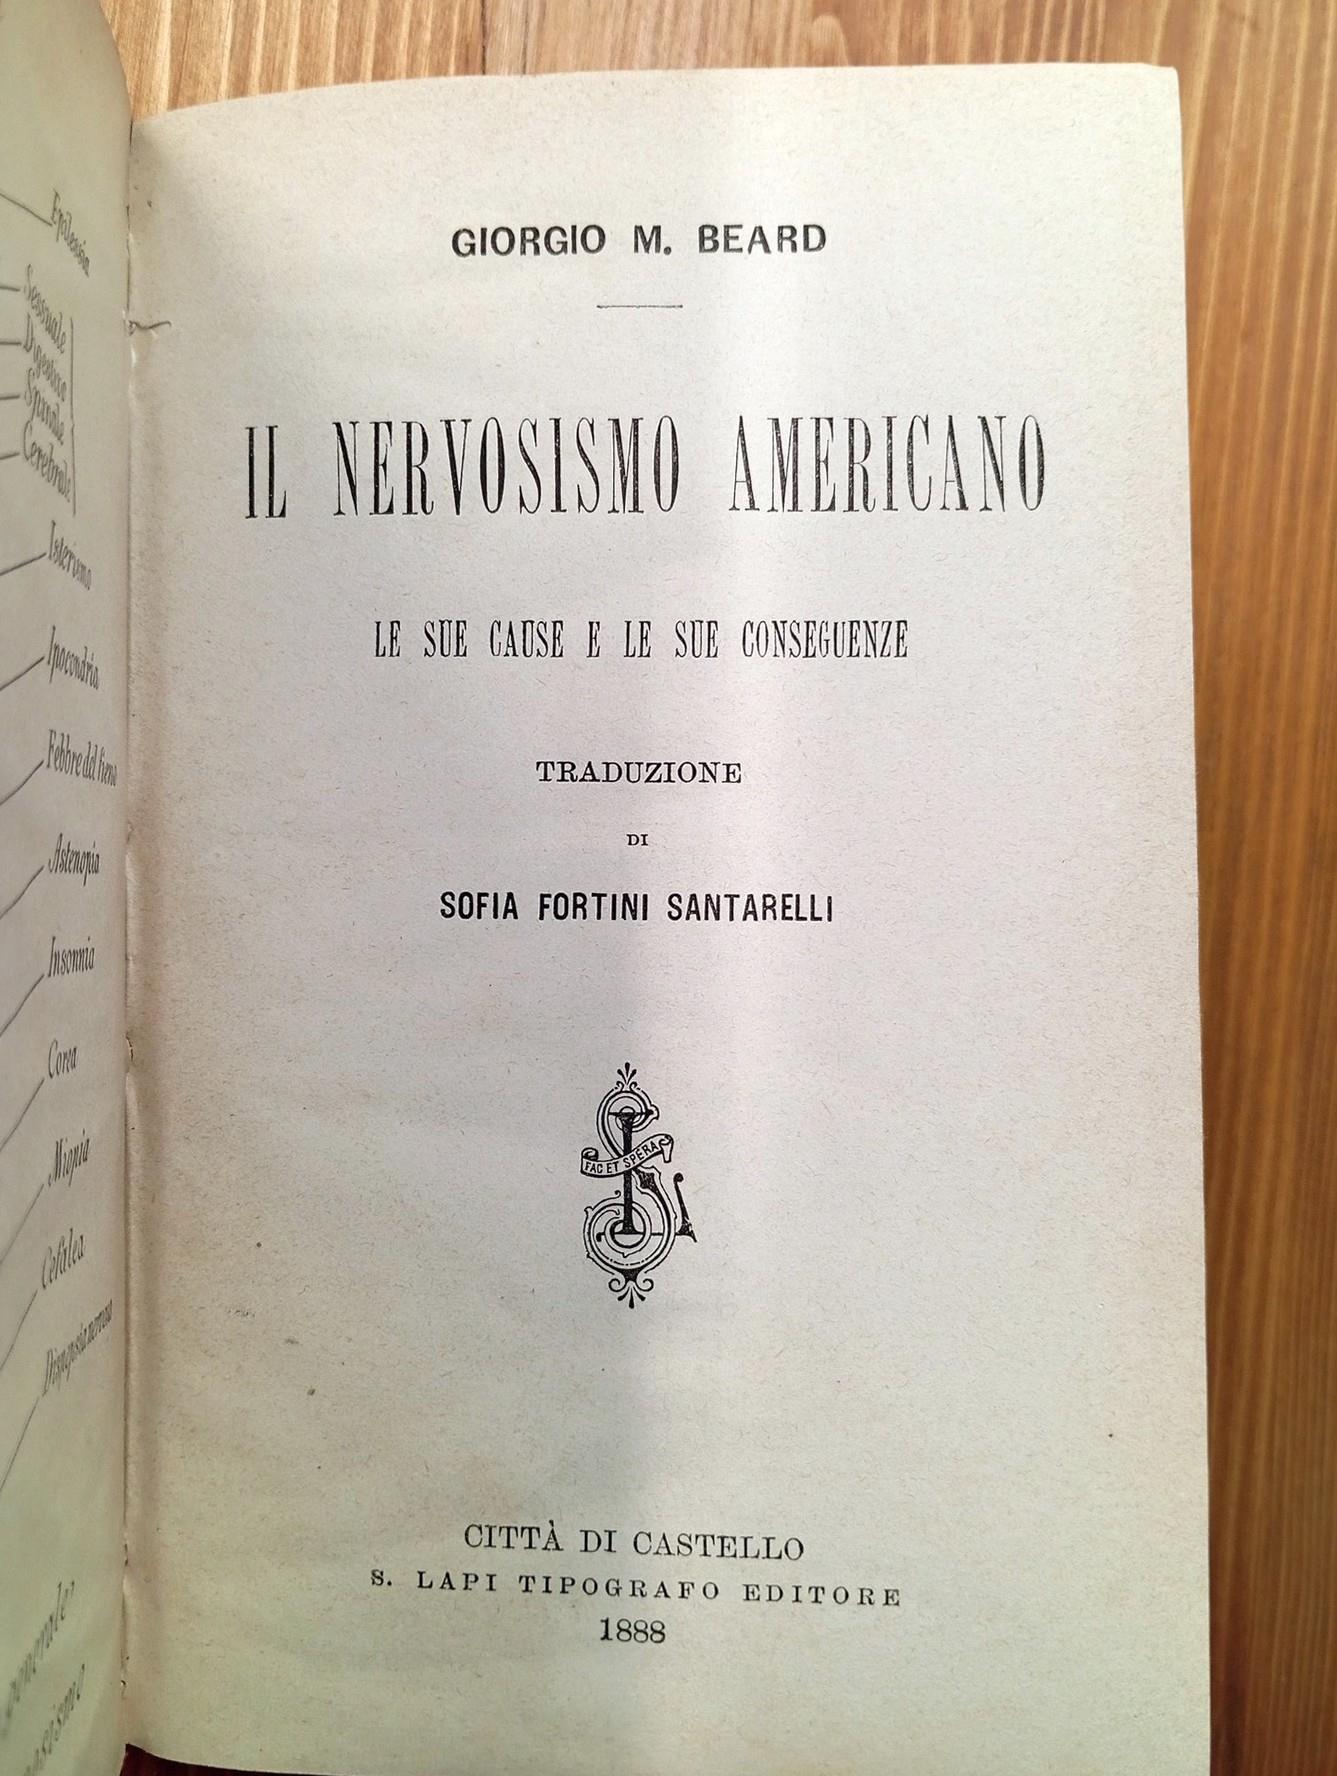 Epilessia
Sessuale
Digestivo
Spinale
Cerebrale
Isterismo
Ipocondria
Febbre del fieno
Astenopia
Insonnia
Corea
Miopia
Cefalea
Dispepsia nervosa
GIORGIO M. BEARD
IL NERVOSISMO AMERICANO
LE SUE CAUSE E LE SUE CONSEGUENZE
TRADUZIONE
DI
SOFIA FORTINI SANTARELLI
FAC ET SPERA
CITTÀ DI CASTELLO
S. LAPI TIPOGRAFO EDITORE
1888